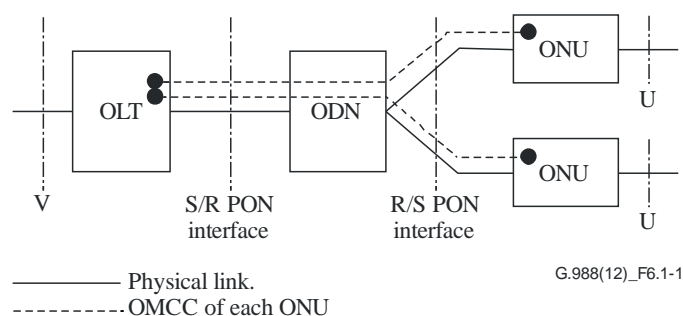 ONU
OLT
ODN
U
ONU
V
S/R PON
interface
R/S PON
interface
U
Physical link.
G.988(12)_F6.1-1
OMCC of each ONU